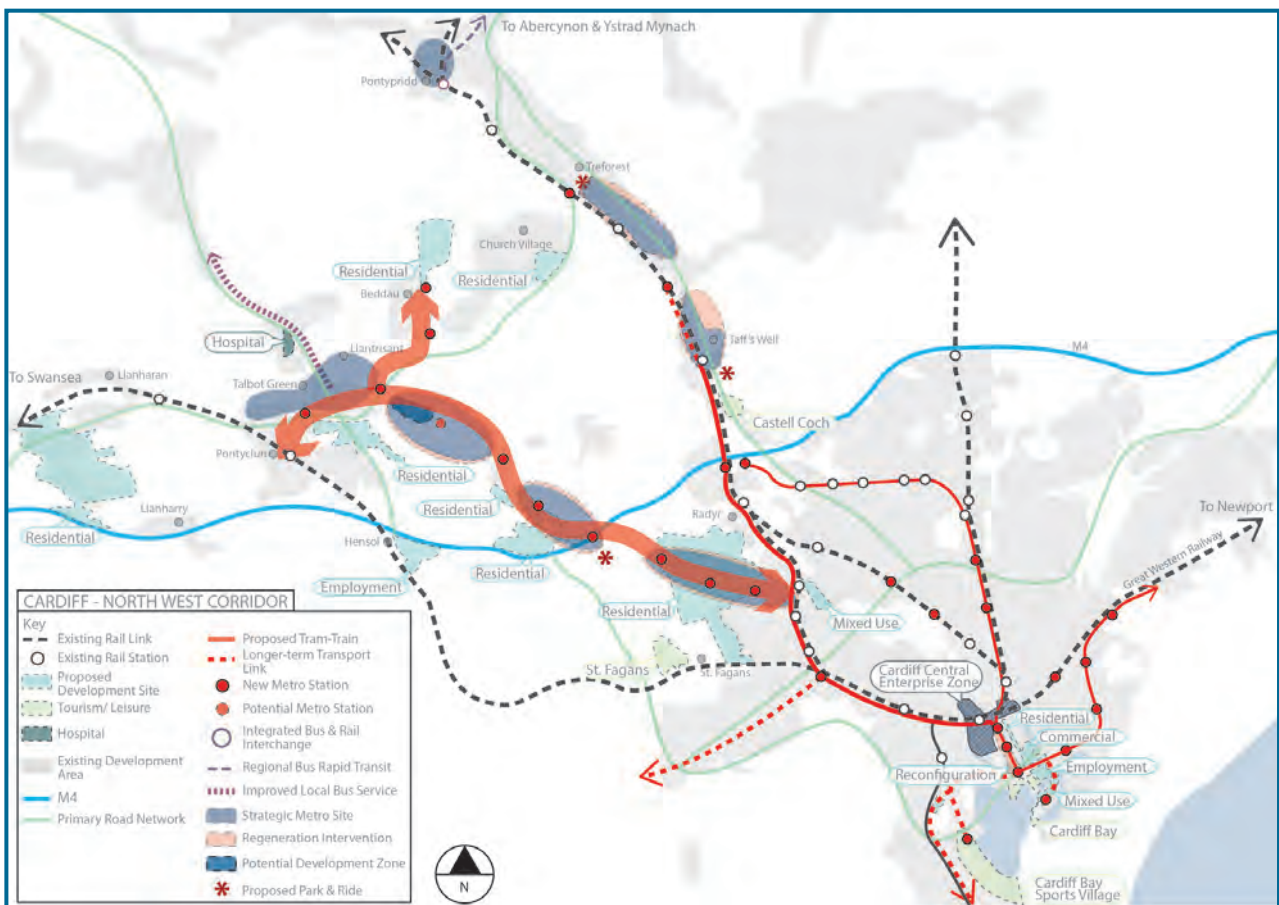 To Abercynon & Ystrad Mynach
Pontypridd
Treforest
Church Village
Residential
Residential
Beddau
Hospital
Llantrisant
Taff's Well
M4
To Swansea
Llanharan
Talbot Green
Castell Coch
Pontyclun
Residential
Residential
Llanharry
Radyr
To Newport
Residential
Hensol
Residential
Great Western Railway
Employment
Residential
Mixed Use
St. Fagans
St. Fagans
Cardiff Central
Enterprise Zone
Residential
Commercial
Reconfiguration
Employment
Mixed Use
Cardiff Bay
Cardiff Bay
Sports Village
CARDIFF - NORTH WEST CORRIDOR
Key
Existing Rail Link
Existing Rail Station
Proposed
Development Site
Tourism/ Leisure
Hospital
Existing Development
Area
M4
Primary Road Network
Proposed Tram-Train
Longer-term Transport
Link
New Metro Station
Potential Metro Station
Integrated Bus & Rail
Interchange
Regional Bus Rapid Transit
Improved Local Bus Service
Strategic Metro Site
Regeneration Intervention
Potential Development Zone
Proposed Park & Ride
N